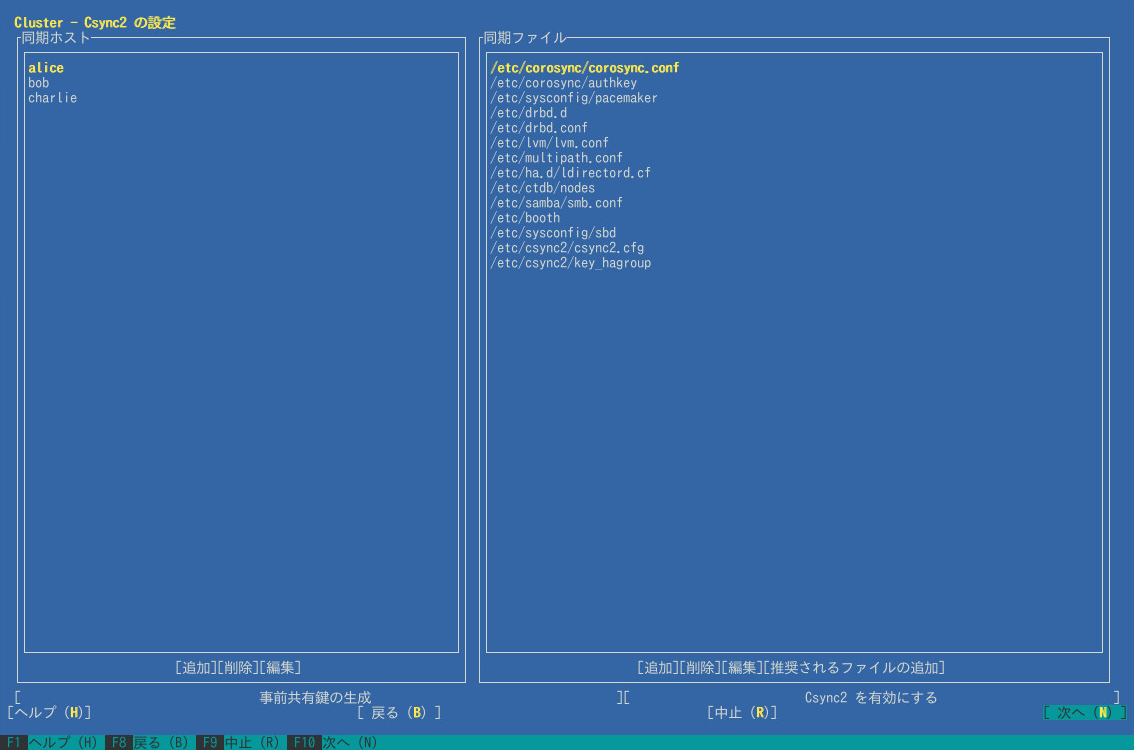 Cluster - Csync2 の設定
同期ホスト
alice
bob
charlie
[追加][削除][編集]
同期ファイル
/etc/corosync/corosync.conf
/etc/corosync/authkey
/etc/sysconfig/pacemaker
/etc/drbd.d
/etc/drbd.conf
/etc/lvm/lvm.conf
/etc/multipath.conf
/etc/ha.d/ldirectord.cf
/etc/ctdb/nodes
/etc/samba/smb.conf
/etc/booth
/etc/sysconfig/sbd
/etc/csync2/csync2.cfg
/etc/csync2/key_hagroup
[追加][削除][編集][推奨されるファイルの追加]
[ 事前共有鍵の生成 ][ Csync2 を有効にする ]
[ヘルプ (H)] [ 戻る (B) ] [中止 (R)] [ 次へ (N) ]
F1 ヘルプ (H) F8 戻る (B) F9 中止 (R) F10 次へ (N)